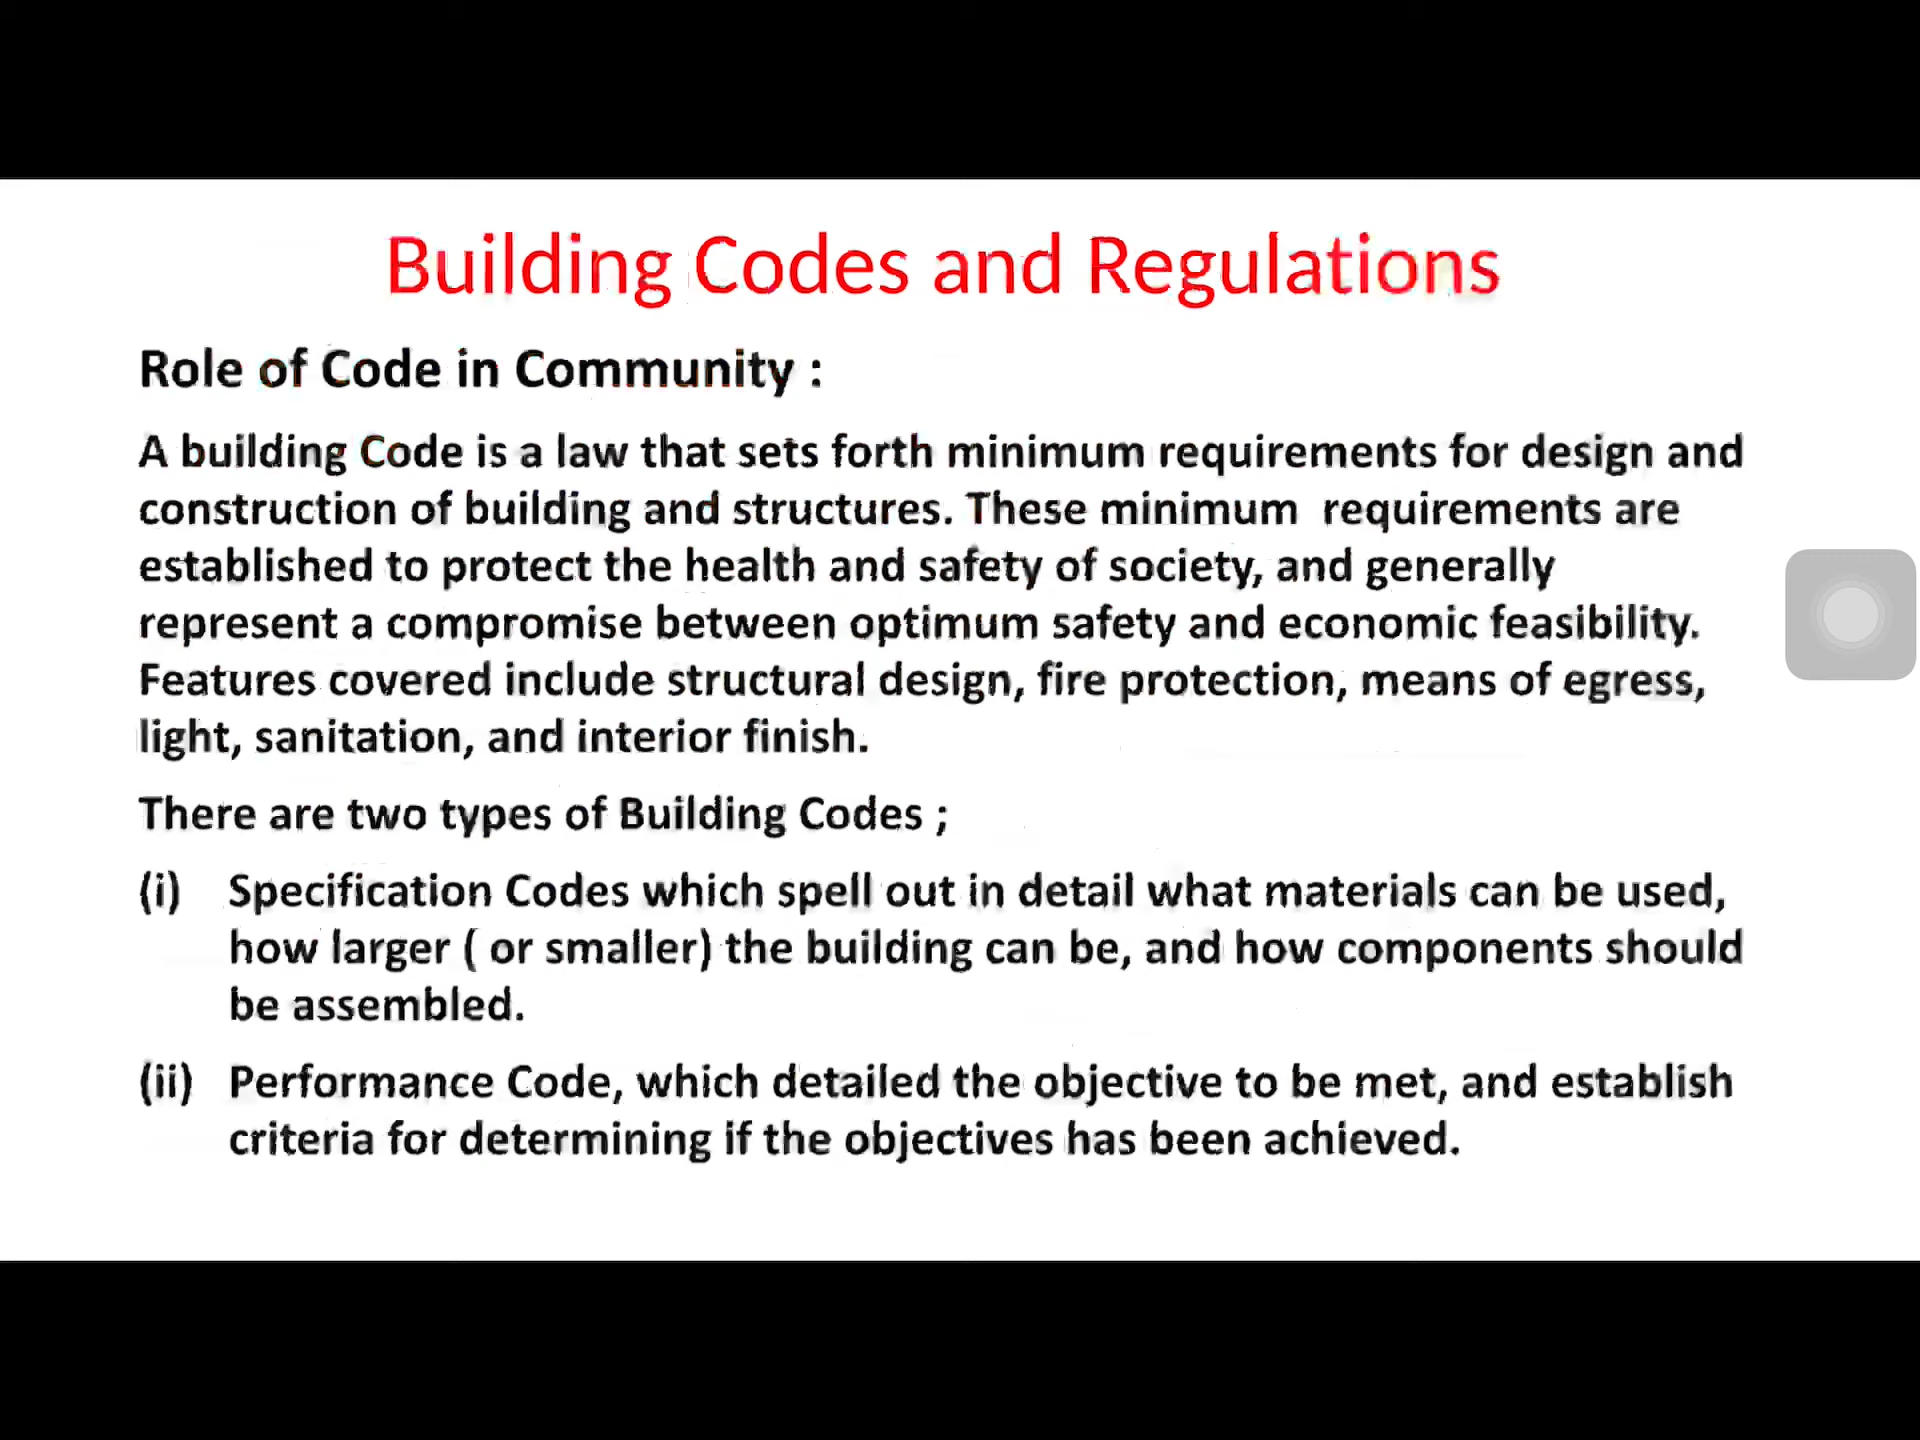 Building Codes and Regulations
Role of Code in Community :
A building Code is a law that sets forth minimum requirements for design and
construction of building and structures. These minimum  requirements are
established to protect the health and safety of society, and generally
represent a compromise between optimum safety and economic feasibility.
Features covered include structural design, fire protection, means of egress,
light, sanitation, and interior finish.
There are two types of Building Codes ;
(i) Specification Codes which spell out in detail what materials can be used,
how larger ( or smaller) the building can be, and how components should
be assembled.
(ii) Performance Code, which detailed the objective to be met, and establish
criteria for determining if the objectives has been achieved.